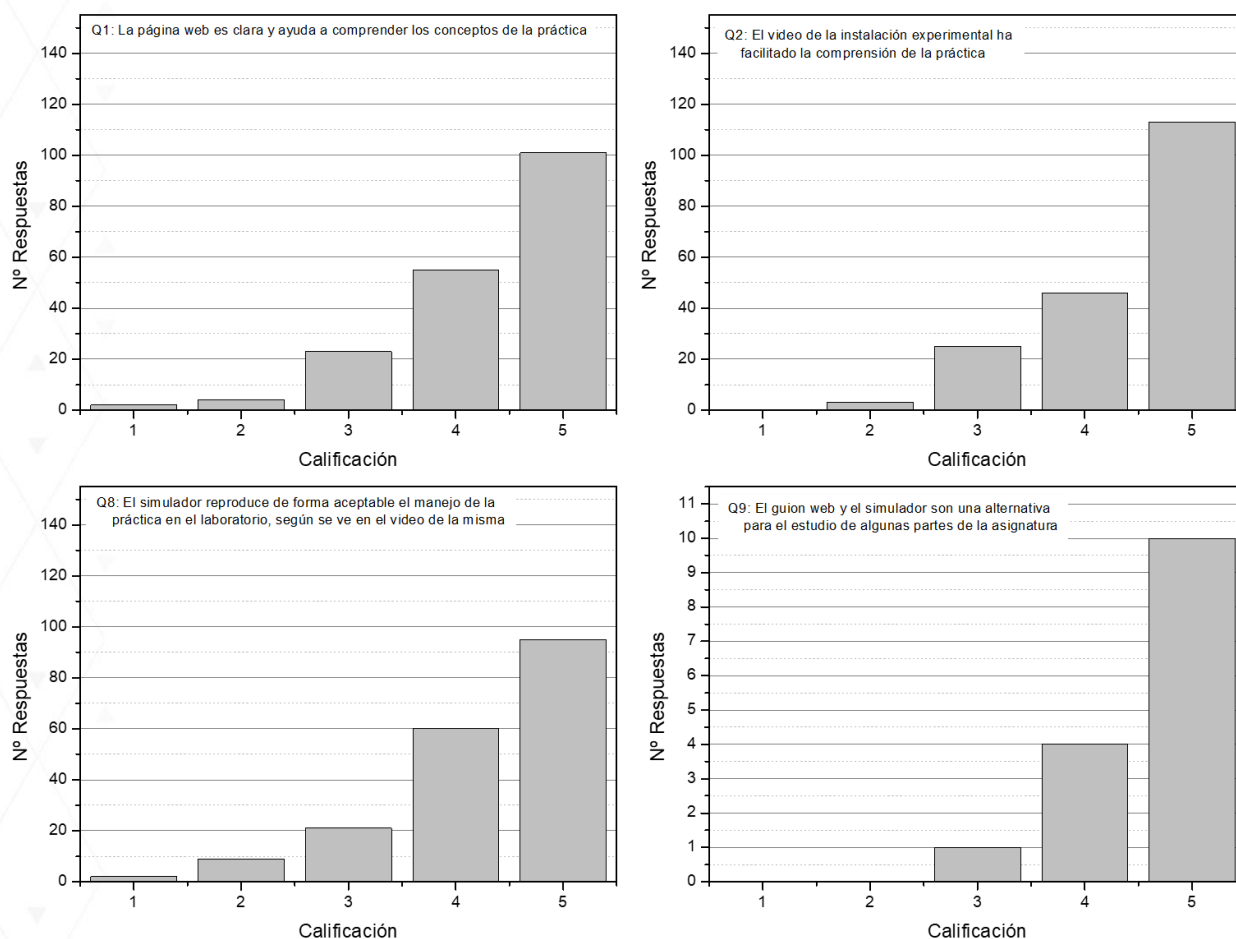 Q1: La página web es clara y ayuda a comprender los conceptos de la práctica
140
120
100
80
60
40
20
0
Nº Respuestas
1 2 3 4 5
Calificación
Q2: El video de la instalación experimental ha
facilitado la comprensión de la práctica
140
120
100
80
60
40
20
0
Nº Respuestas
1 2 3 4 5
Calificación
Q8: El simulador reproduce de forma aceptable el manejo de la
práctica en el laboratorio, según se ve en el video de la misma
140
120
100
80
60
40
20
0
Nº Respuestas
1 2 3 4 5
Calificación
Q9: El guion web y el simulador son una alternativa
para el estudio de algunas partes de la asignatura
11
10
9
8
7
6
5
4
3
2
1
0
Nº Respuestas
1 2 3 4 5
Calificación